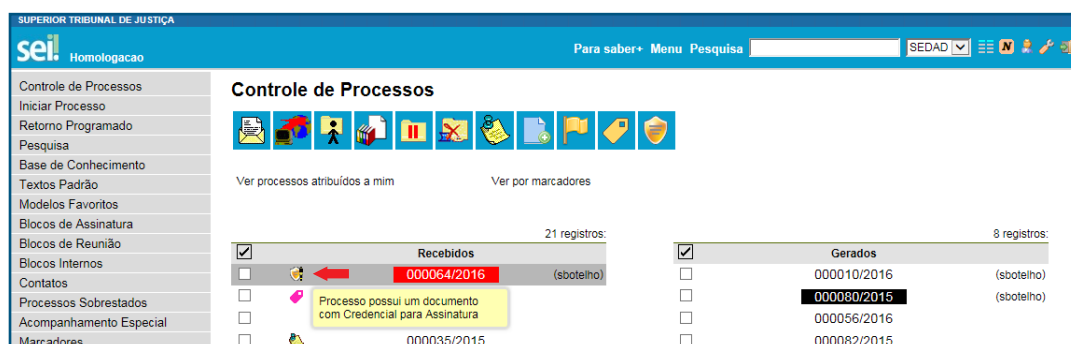 SUPERIOR TRIBUNAL DE JUSTIÇA
sei! Homologacao
Para saber+ Menu Pesquisa SEDAD
N
Controle de Processos
Iniciar Processo
Retorno Programado
Pesquisa
Base de Conhecimento
Textos Padrão
Modelos Favoritos
Blocos de Assinatura
Blocos de Reunião
Blocos Internos
Contatos
Processos Sobrestados
Acompanhamento Especial
Marcadores
Controle de Processos
Ver processos atribuídos a mim Ver por marcadores
21 registros:
Recebidos
000064/2016 (sbotelho)
Processo possui um documento
com Credencial para Assinatura
000035/2015
8 registros:
Gerados
000010/2016 (sbotelho)
000080/2015 (sbotelho)
000056/2016
000082/2015